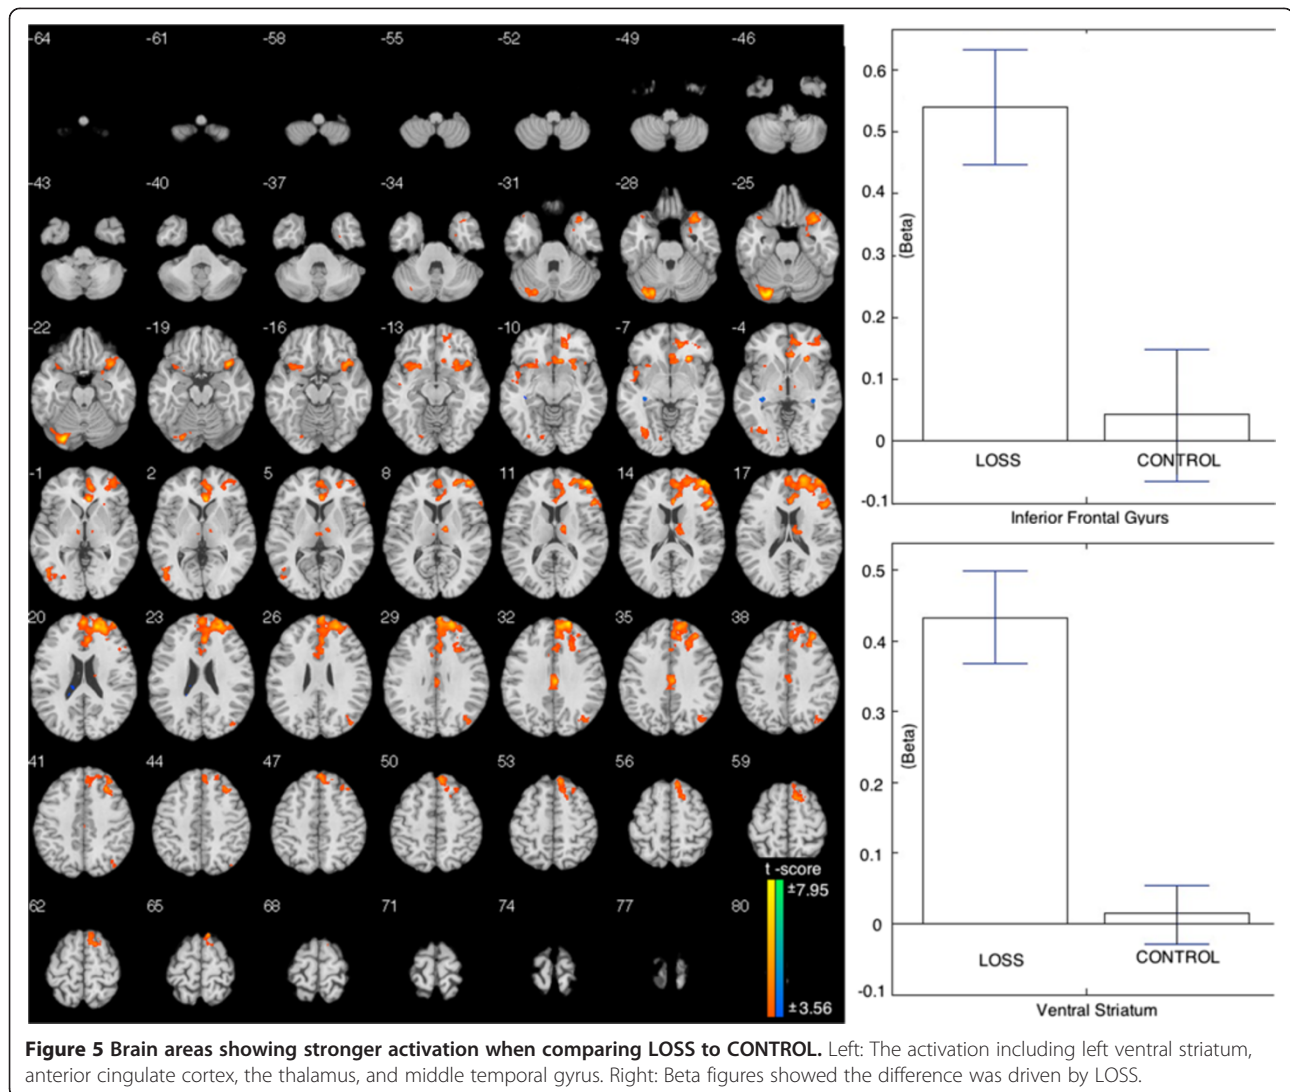 -64 -61 -58 -55 -52 -49 -46
-43 -40 -37 -34 -31 -28 -25
-22 -19 -16 -13 -10 -7 -4
-1 2 5 8 11 14 17
20 23 26 29 32 35 38
41 44 47 50 53 56 59
62 65 68 71 74 77 80
t -score
±7.95
±3.56
0.6
0.5
0.4
0.3
0.2
0.1
0
-0.1
(Beta)
LOSS CONTROL
Inferior Frontal Gyurs
0.5
0.4
0.3
0.2
0.1
0
-0.1
(Beta)
LOSS CONTROL
Ventral Striatum
Figure 5 Brain areas showing stronger activation when comparing LOSS to CONTROL. Left: The activation including left ventral striatum,
anterior cingulate cortex, the thalamus, and middle temporal gyrus. Right: Beta figures showed the difference was driven by LOSS.